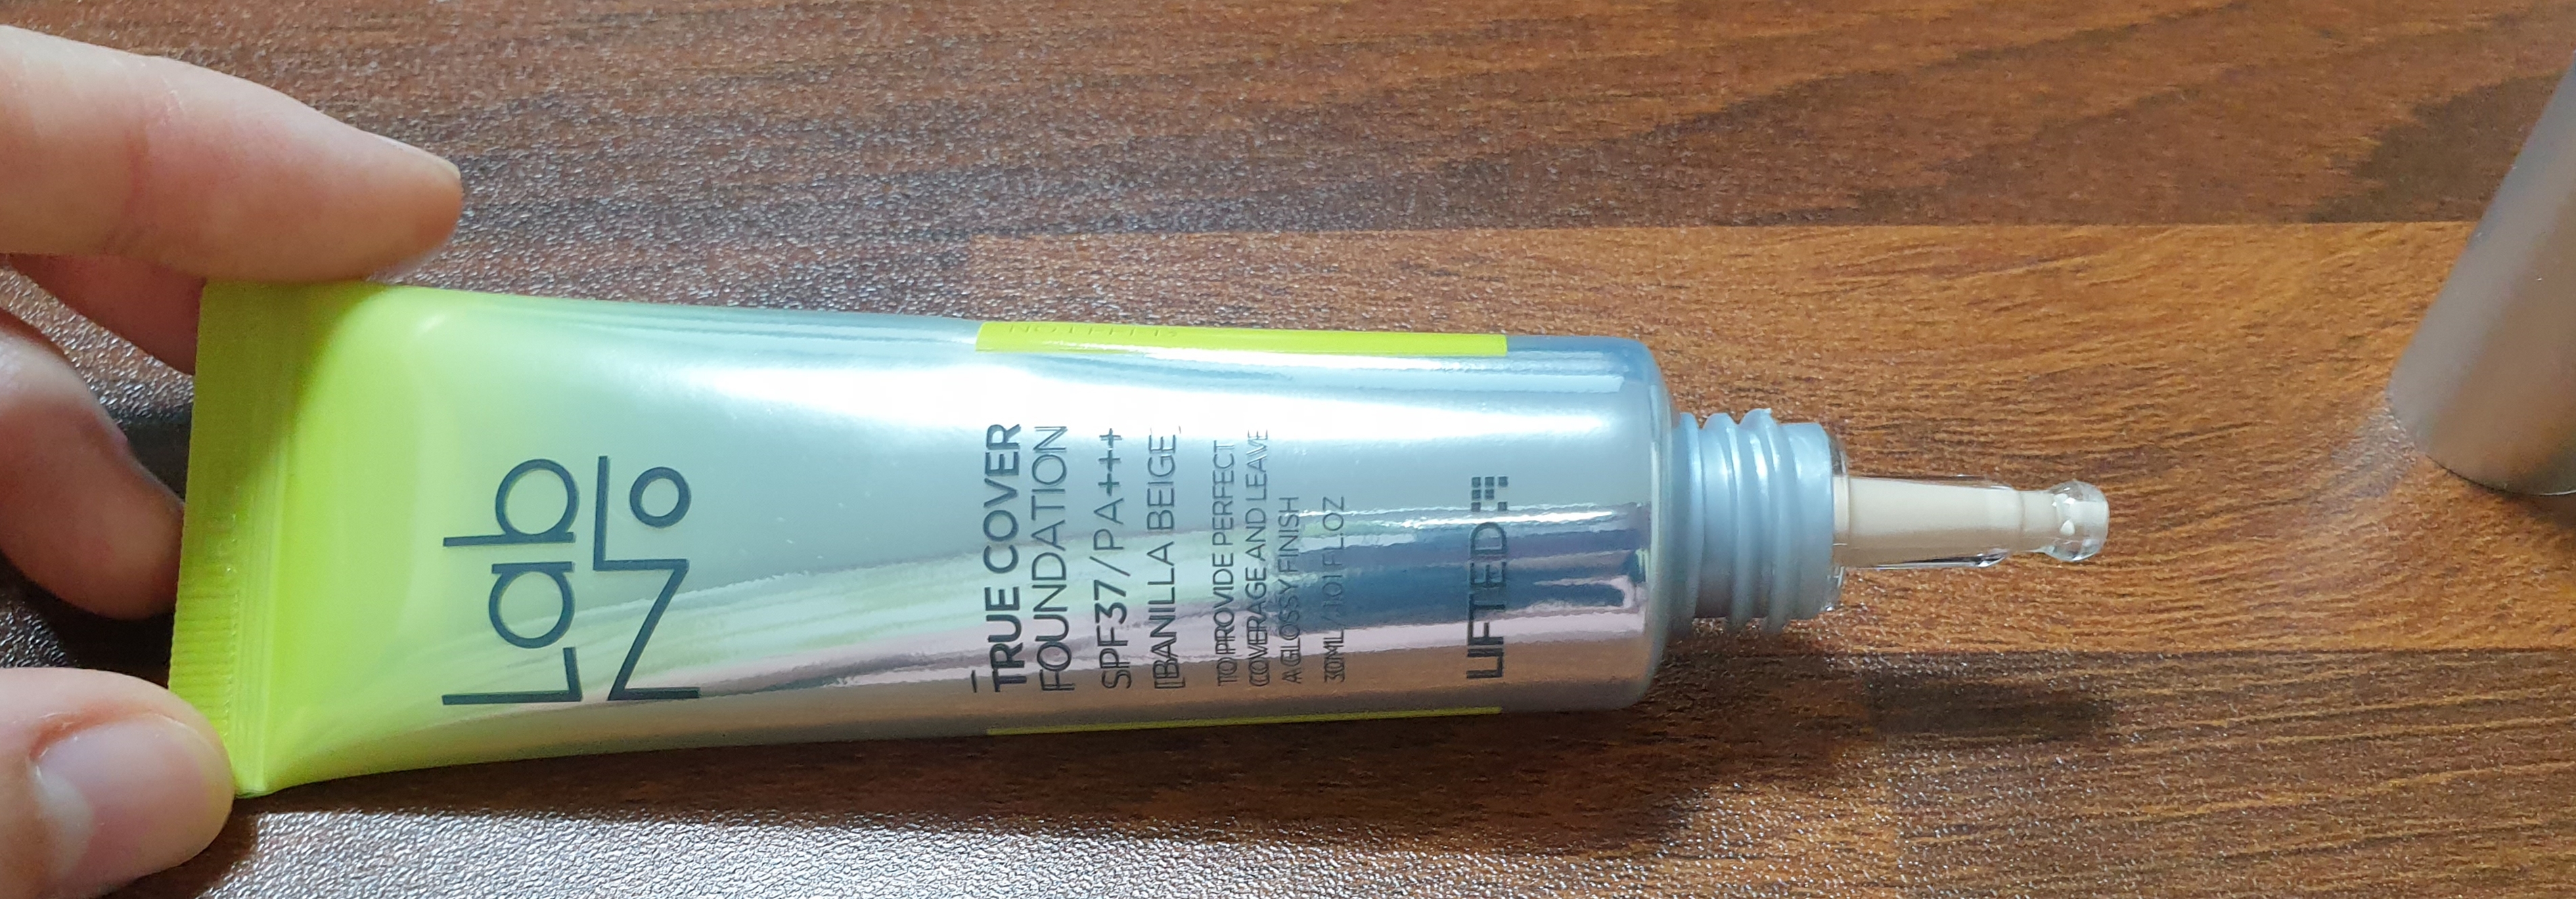 Lab
No
TRUE COVER
FOUNDATION
SPF37/PA+++
[BANILLA BEIGE]
TO PROVIDE PERFECT
COVERAGE AND LEAVE
A GLOSSY FINISH
30ML/1.01 FL.OZ
LIFTED